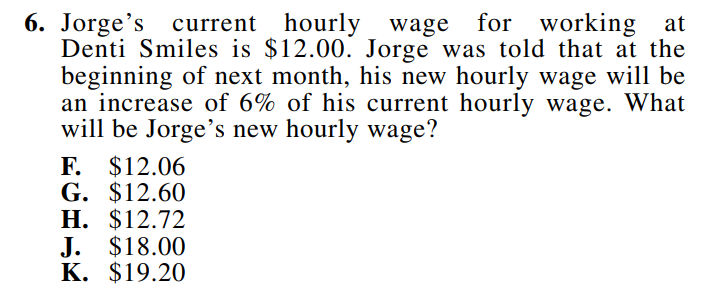 6. Jorge’s current hourly wage for working at
Denti Smiles is $12.00. Jorge was told that at the
beginning of next month, his new hourly wage will be
an increase of 6% of his current hourly wage. What
will be Jorge’s new hourly wage?
F. $12.06
G. $12.60
H. $12.72
J. $18.00
K. $19.20